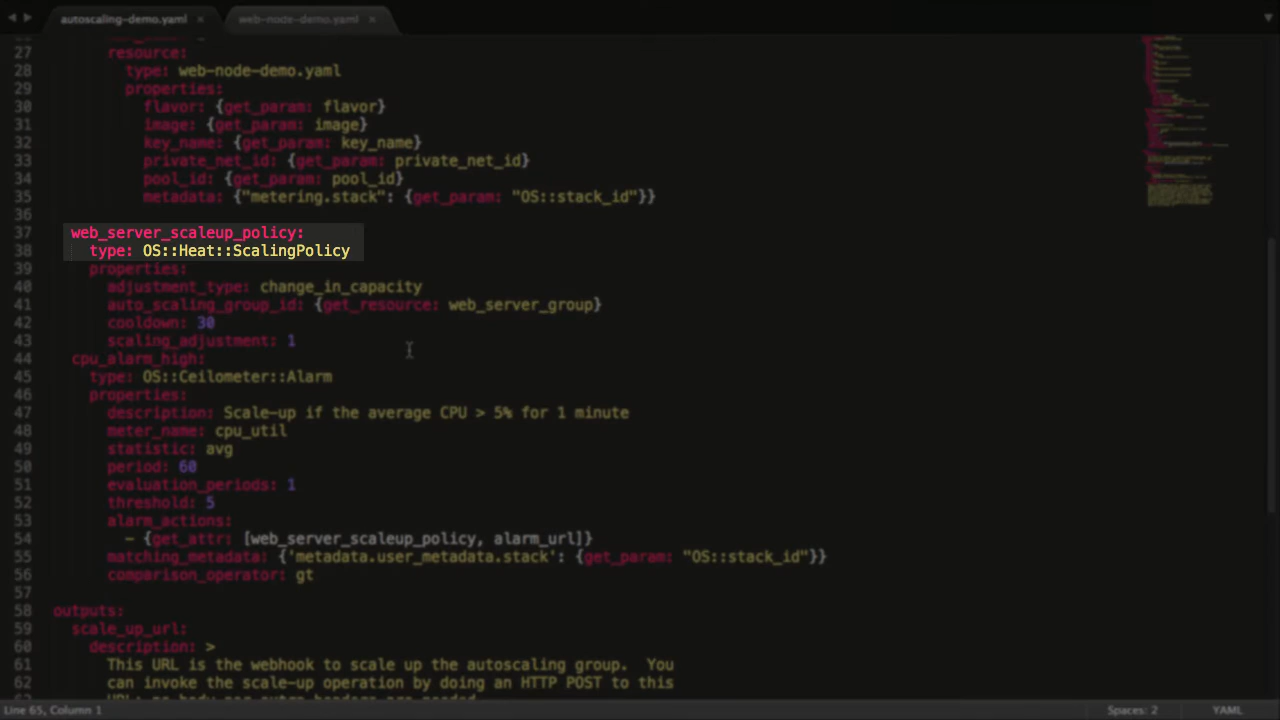 autoscaling-demo.yaml × web-node-demo.yaml ×
27 resource:
28 type: web-node-demo.yaml
29 properties:
30 flavor: {get_param: flavor}
31 image: {get_param: image}
32 key_name: {get_param: key_name}
33 private_net_id: {get_param: private_net_id}
34 pool_id: {get_param: pool_id}
35 metadata: {"metering.stack": {get_param: "OS::stack_id"}}
36
37 web_server_scaleup_policy:
38 type: OS::Heat::ScalingPolicy
39 properties:
40 adjustment_type: change_in_capacity
41 auto_scaling_group_id: {get_resource: web_server_group}
42 cooldown: 30
43 scaling_adjustment: 1
44 cpu_alarm_high:
45 type: OS::Ceilometer::Alarm
46 properties:
47 description: Scale-up if the average CPU > 5% for 1 minute
48 meter_name: cpu_util
49 statistic: avg
50 period: 60
51 evaluation_periods: 1
52 threshold: 5
53 alarm_actions:
54 - {get_attr: [web_server_scaleup_policy, alarm_url]}
55 matching_metadata: {'metadata.user_metadata.stack': {get_param: "OS::stack_id"}}
56 comparison_operator: gt
57
58 outputs:
59 scale_up_url:
60 description: >
61 This URL is the webhook to scale up the autoscaling group. You
62 can invoke the scale-up operation by doing an HTTP POST to this
Line 65, Column 1 Spaces: 2 YAML